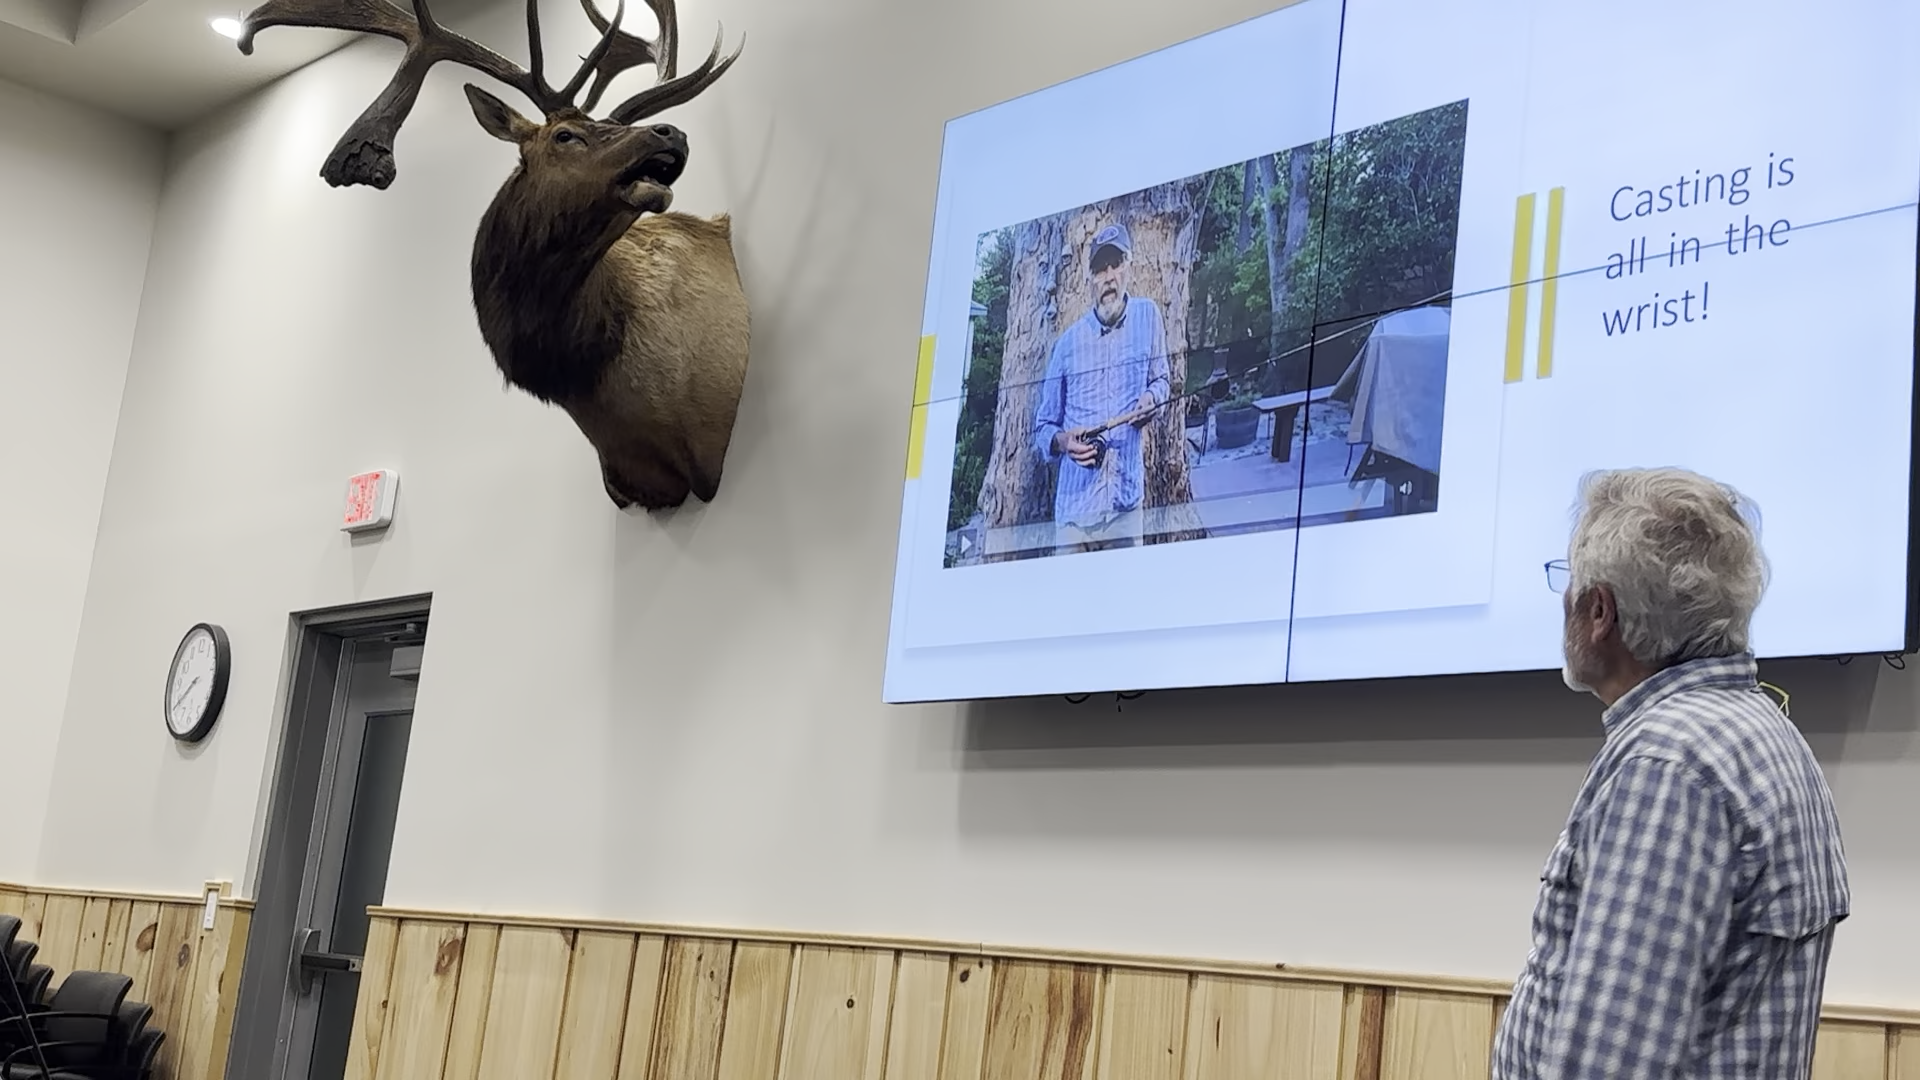 Casting is
all in the
wrist!